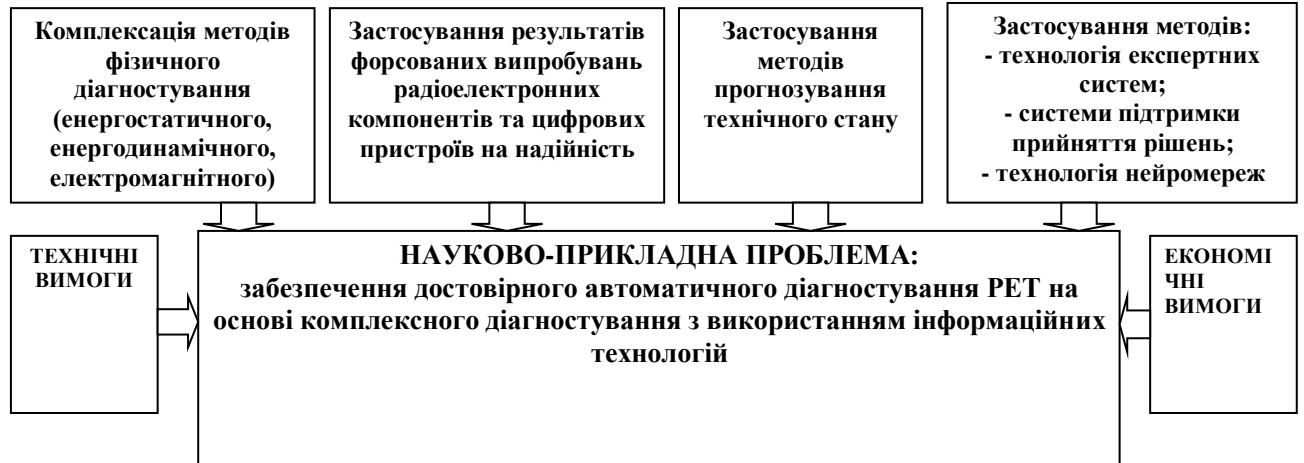 Комплексація методів
фізичного
діагностування
(енергостатичного,
енергодинамічного,
електромагнітного)
Застосування результатів
форсованих випробувань
радіоелектронних
компонентів та цифрових
пристроїв на надійність
Застосування
методів
прогнозування
технічного стану
Застосування методів:
- технологія експертних
систем;
- системи підтримки
прийняття рішень;
- технологія нейромереж
ТЕХНІЧНІ
ВИМОГИ
НАУКОВО-ПРИКЛАДНА ПРОБЛЕМА:
забезпечення достовірного автоматичного діагностування РЕТ на
основі комплексного діагностування з використанням інформаційних
технологій
ЕКОНОМІ
ЧНІ
ВИМОГИ